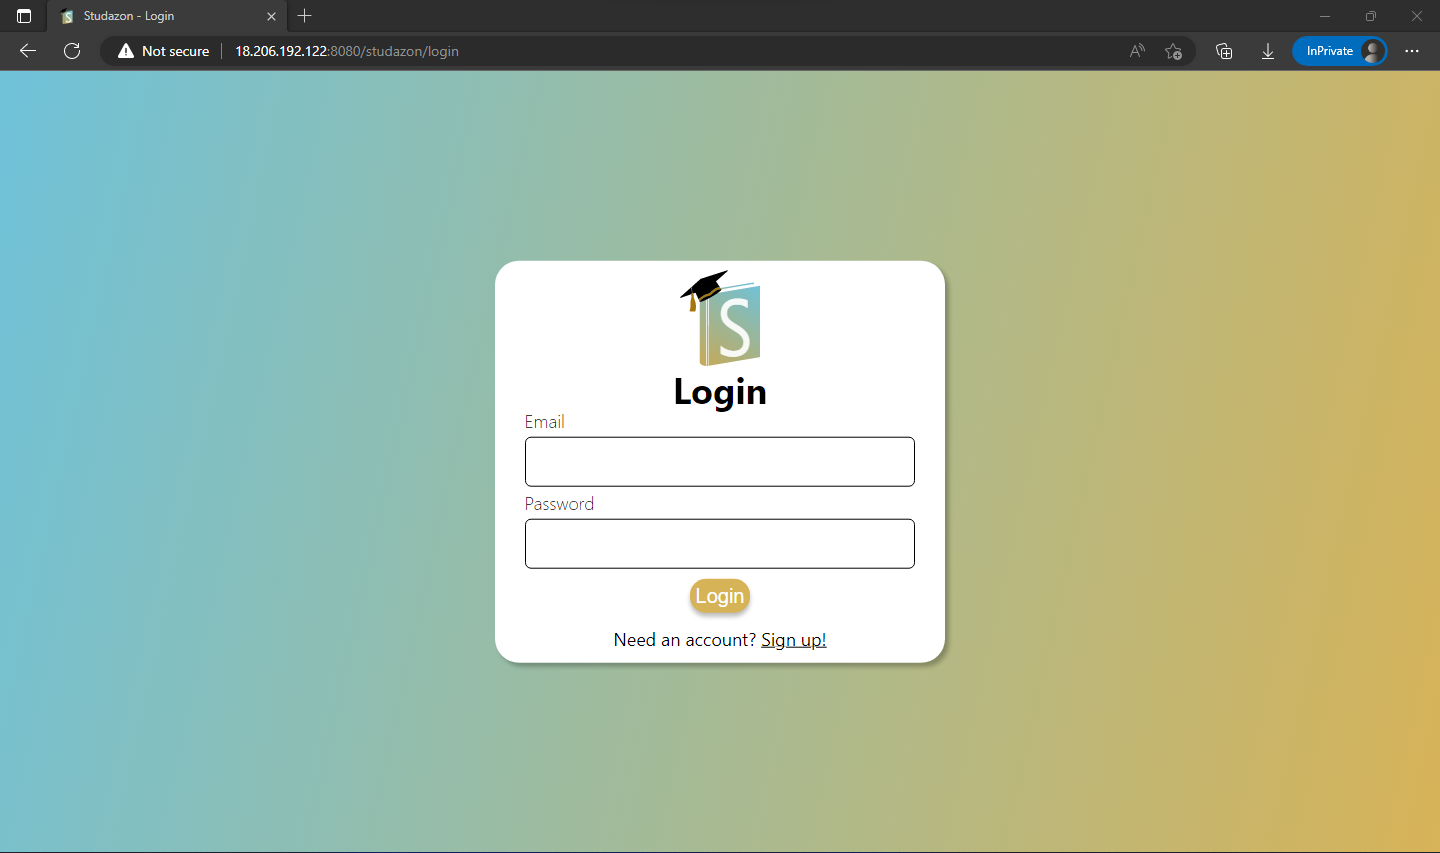 Studazon - Login
Not secure 18.206.192.122:8080/studazon/login
InPrivate
S
Login
Email
Password
Login
Need an account? Sign up!